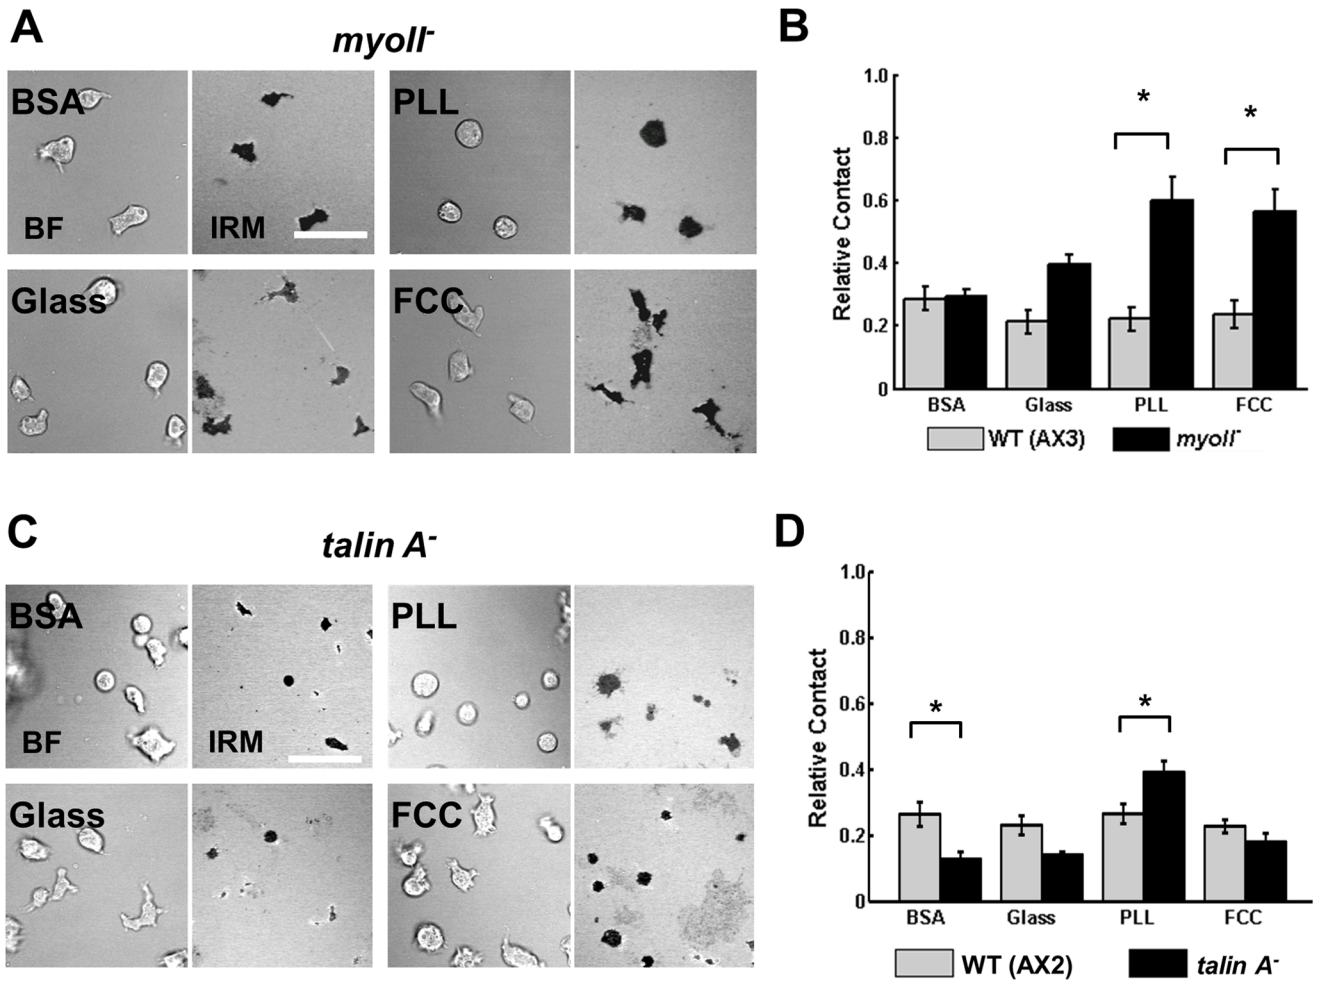 A
myoII-
BSA
PLL
BF
IRM
Glass
FCC
B
1.0
0.8
0.6
0.4
0.2
0
Relative Contact
*
*
BSA Glass PLL FCC
WT (AX3) myoII-
C
talin A-
BSA
PLL
BF
IRM
Glass
FCC
D
1.0
0.8
0.6
0.4
0.2
0
Relative Contact
*
*
BSA Glass PLL FCC
WT (AX2) talin A-